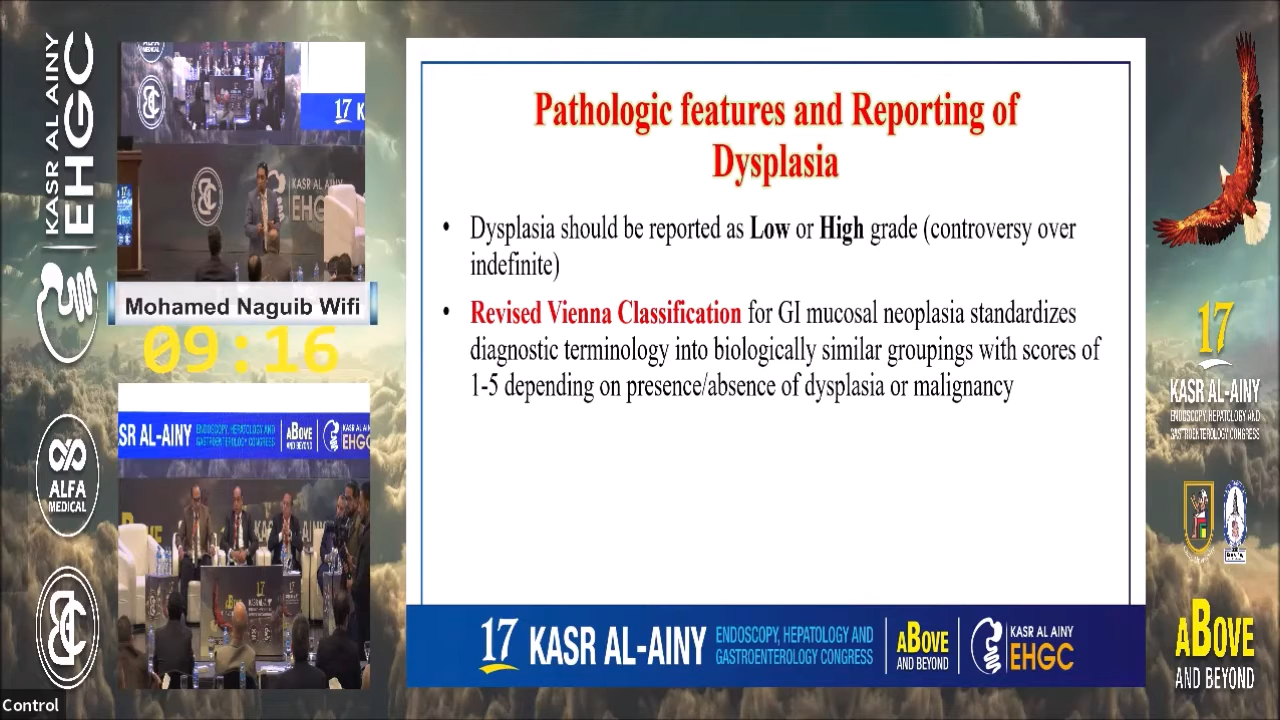 KASR AL AINY
EHGC
ALFA
MEDICAL
17 K
KASR AL AINY
EHG
Mohamed Naguib Wifi
09:16
SR AL-AINY
ENDOSCOPY, HEPATOLOGY AND
GASTROENTEROLOGY CONGRESS
ABOVE
AND BEYOND
KASR AL AINY
EHGC
Control
Pathologic features and Reporting of
Dysplasia
• Dysplasia should be reported as Low or High grade (controversy over
indefinite)
• Revised Vienna Classification for GI mucosal neoplasia standardizes
diagnostic terminology into biologically similar groupings with scores of
1-5 depending on presence/absence of dysplasia or malignancy
17 KASR AL-AINY
ENDOSCOPY, HEPATOLOGY AND
GASTROENTEROLOGY CONGRESS
aBOVE
AND BEYOND
KASR AL AINY
EHGC
17
KASR AL-AINY
ENDOSCOPY, HEPATOLOGY AND
GASTROENTEROLOGY CONGRESS
aBOVE
AND BEYOND